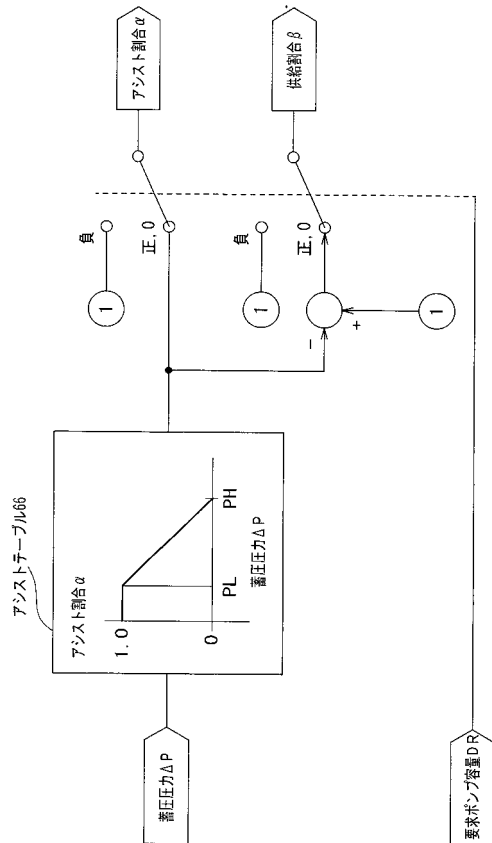 アシストテーブル66
アシスト割合α
1.0
0
PL
PH
蓄圧圧力ΔP
蓄圧圧力ΔP
要求ポンプ容量DR
1
負
正, 0
アシスト割合α
1
負
正, 0
－
＋
1
供給割合β